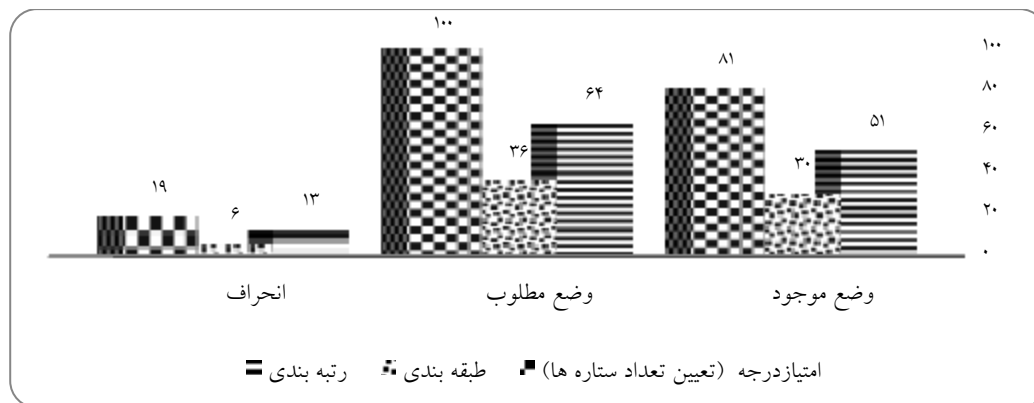 ۱۰۰
۸۰
۶۰
۴۰
۲۰
۰
۸۱
۳۰
۵۱
۱۰۰
۳۶
۶۴
۱۹
۶
۱۳
وضع موجود
وضع مطلوب
انحراف
امتیازدرجه (تعیین تعداد ستاره ها)
طبقه بندی
رتبه بندی